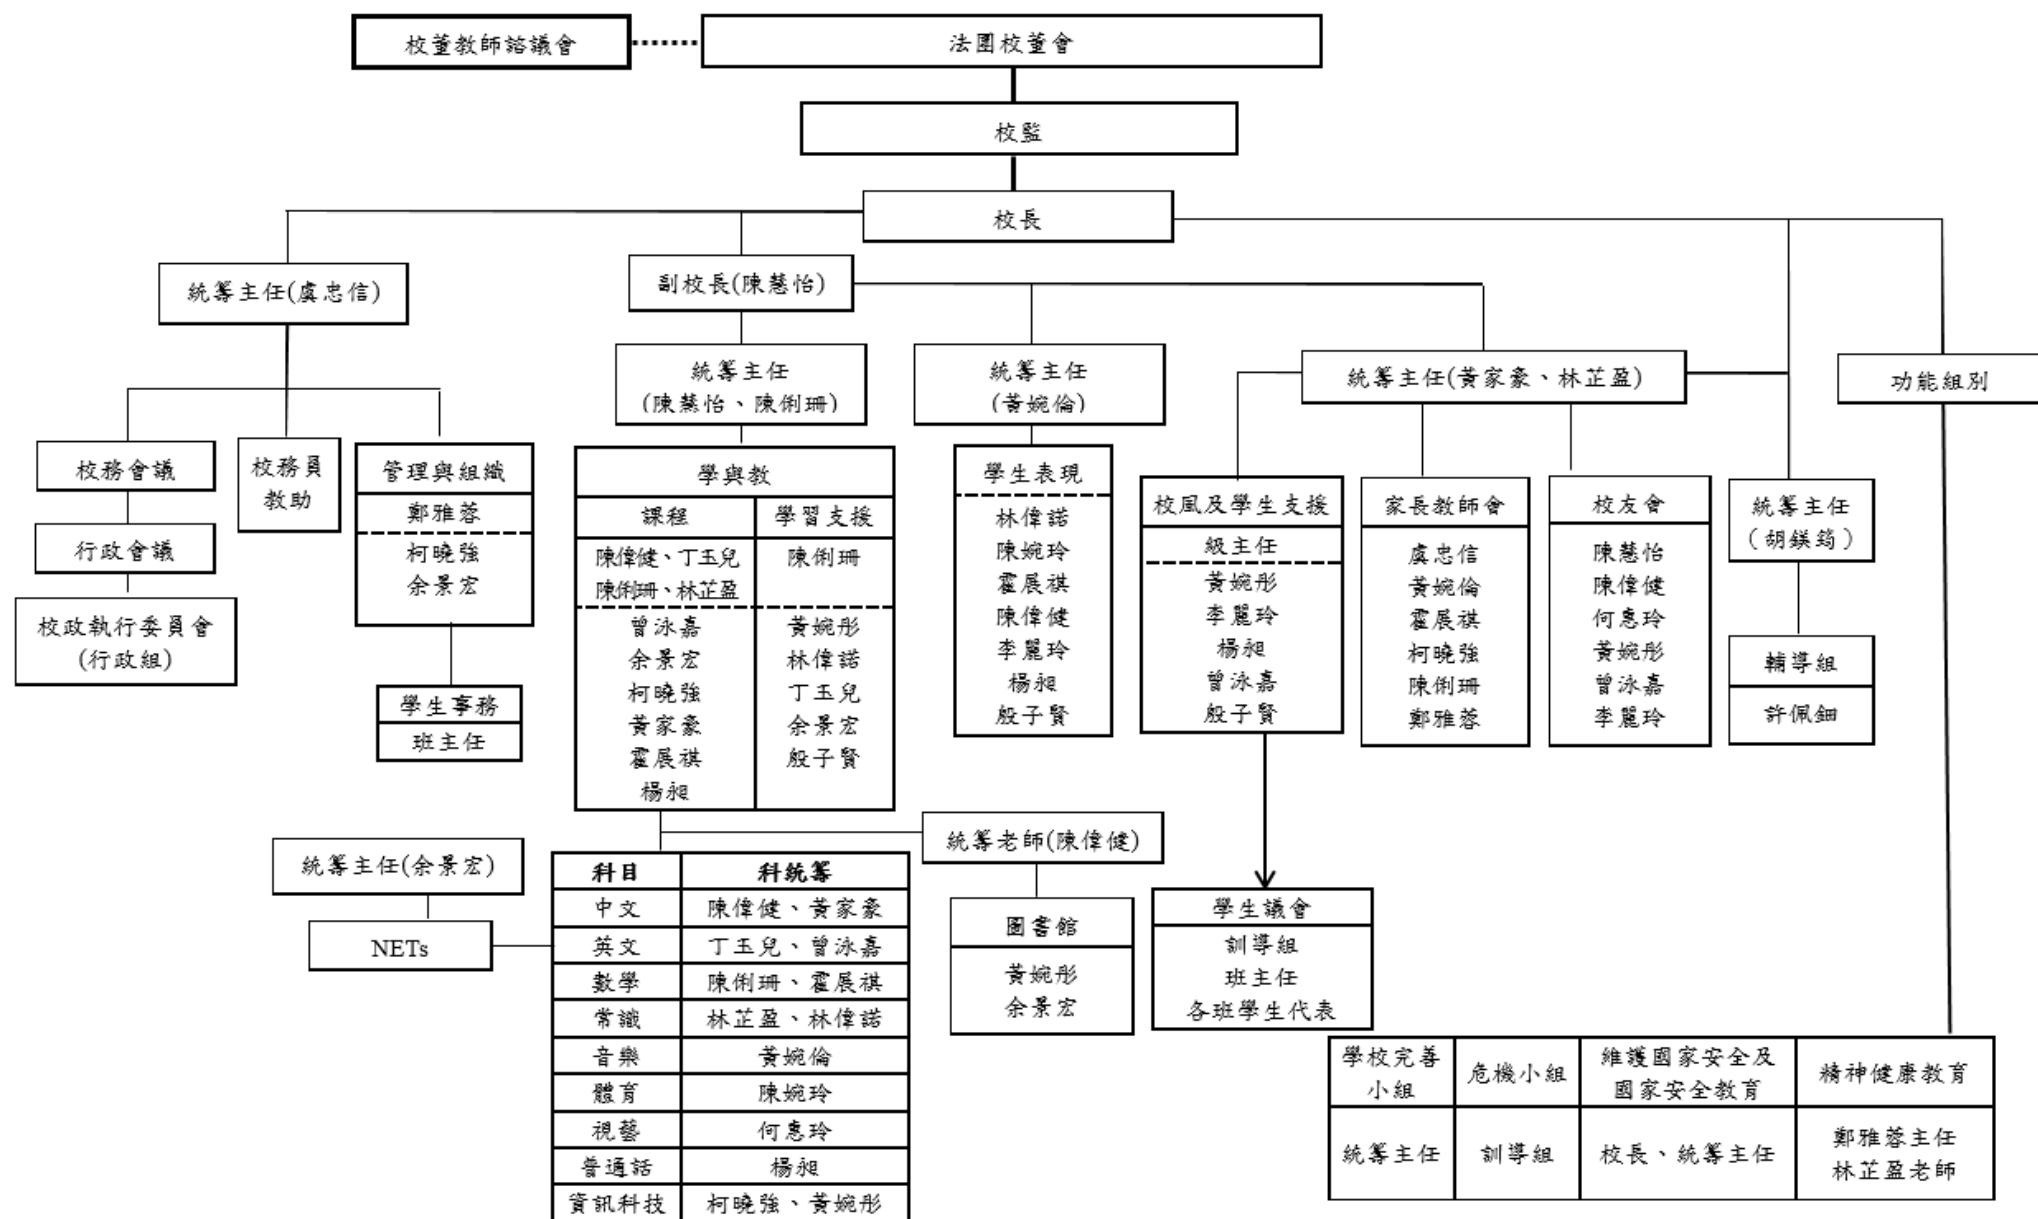 校董教師諮議會
法團校董會
校監
校長
統籌主任(虞忠信)
副校長(陳慧怡)
統籌主任
(陳慧怡、陳俐珊)
統籌主任
(黃婉倫)
統籌主任(黃家豪、林芷盈)
功能組別
校務會議
行政會議
校政執行委員會
(行政組)
校務員
教助
管理與組織
鄭雅蓉
柯曉強
余景宏
學生事務
班主任
學與教
課程 學習支援
陳偉健、丁玉兒 陳俐珊
陳俐珊、林芷盈
曾泳嘉 黃婉彤
余景宏 林偉諾
柯曉強 丁玉兒
黃家豪 余景宏
霍展祺 殷子賢
楊昶
學生表現
林偉諾
陳婉玲
霍展祺
陳偉健
李麗玲
楊昶
殷子賢
校風及學生支援
級主任
黃婉彤
李麗玲
楊昶
曾泳嘉
殷子賢
家長教師會
虞忠信
黃婉倫
霍展祺
柯曉強
陳俐珊
鄭雅蓉
校友會
陳慧怡
陳偉健
何惠玲
黃婉彤
曾泳嘉
李麗玲
統籌主任
(胡鎂筠)
輔導組
許佩鈿
統籌主任(余景宏)
NETs
統籌老師(陳偉健)
圖書館
黃婉彤
余景宏
科目 科統籌
中文 陳偉健、黃家豪
英文 丁玉兒、曾泳嘉
數學 陳俐珊、霍展祺
常識 林芷盈、林偉諾
音樂 黃婉倫
體育 陳婉玲
視藝 何惠玲
普通話 楊昶
資訊科技 柯曉強、黃婉彤
學生議會
訓導組
班主任
各班學生代表
學校完善
小組
危機小組
維護國家安全及
國家安全教育
精神健康教育
統籌主任
訓導組
校長、統籌主任
鄭雅蓉主任
林芷盈老師